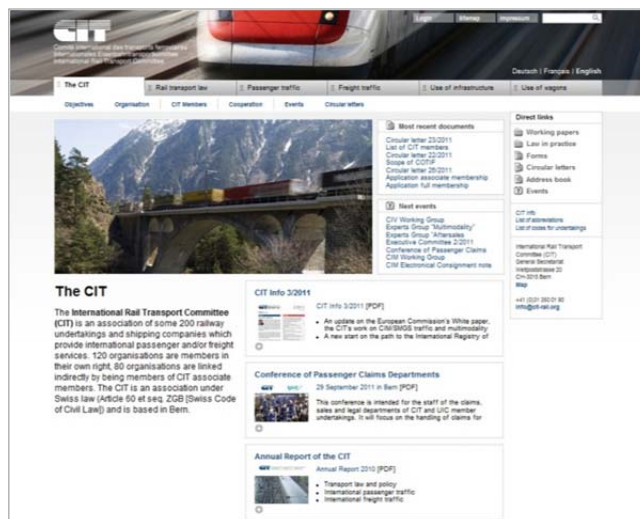 Login
Sitemap
Impressum
CIT
Comité international des transports ferroviaires
Internationales Eisenbahntransportkomitee
International Rail Transport Committee
Deutsch | Français | English
The CIT
Rail transport law
Passenger traffic
Freight traffic
Use of infrastructure
Use of wagons
Objectives
Organisation
CIT Members
Cooperation
Events
Circular letters
Most recent documents
Circular letter 23/2011
List of CIT members
Circular letter 22/2011
Scope of COTIF
Circular letter 26/2011
Application associate membership
Application full membership
Next events
CIV Working Group
Experts Group "Multimodality"
Experts Group "Aftersales
Executive Committee 2/2011
Conference of Passenger Claims
CIM Working Group
CIM Electronical Consignment note
Direct links
Working papers
Law in practice
Forms
Circular letters
Address book
Events
CIT Info
List of abbreviations
List of codes for undertakings
International Rail Transport
Committee (CIT)
General Secretariat
Weltpoststrasse 20
CH-3015 Bern
Map
info@cit-rail.org
The CIT
The International Rail Transport Committee
(CIT) is an association of some 200 railway
undertakings and shipping companies which
provide international passenger and/or freight
services. 120 organisations are members in
their own right, 80 organisations are linked
indirectly by being members of CIT associate
members. The CIT is an association under
Swiss law (Article 60 et seq. ZGB [Swiss Code
of Civil Law]) and is based in Bern.
CIT Info 3/2011
CIT Info 3/2011 [PDF]
An update on the European Commission's White paper,
the CIT's work on CIM/SMGS traffic and multimodality
A new start on the path to the International Registry of
Conference of Passenger Claims Departments
29 September 2011 in Bern [PDF]
This conference is intended for the staff of the claims,
sales and legal departments of CIT and UIC member
undertakings. It will focus on the handling of claims for
Annual Report of the CIT
Annual Report 2010 [PDF]
Transport law and policy
International passenger traffic
International freight traffic